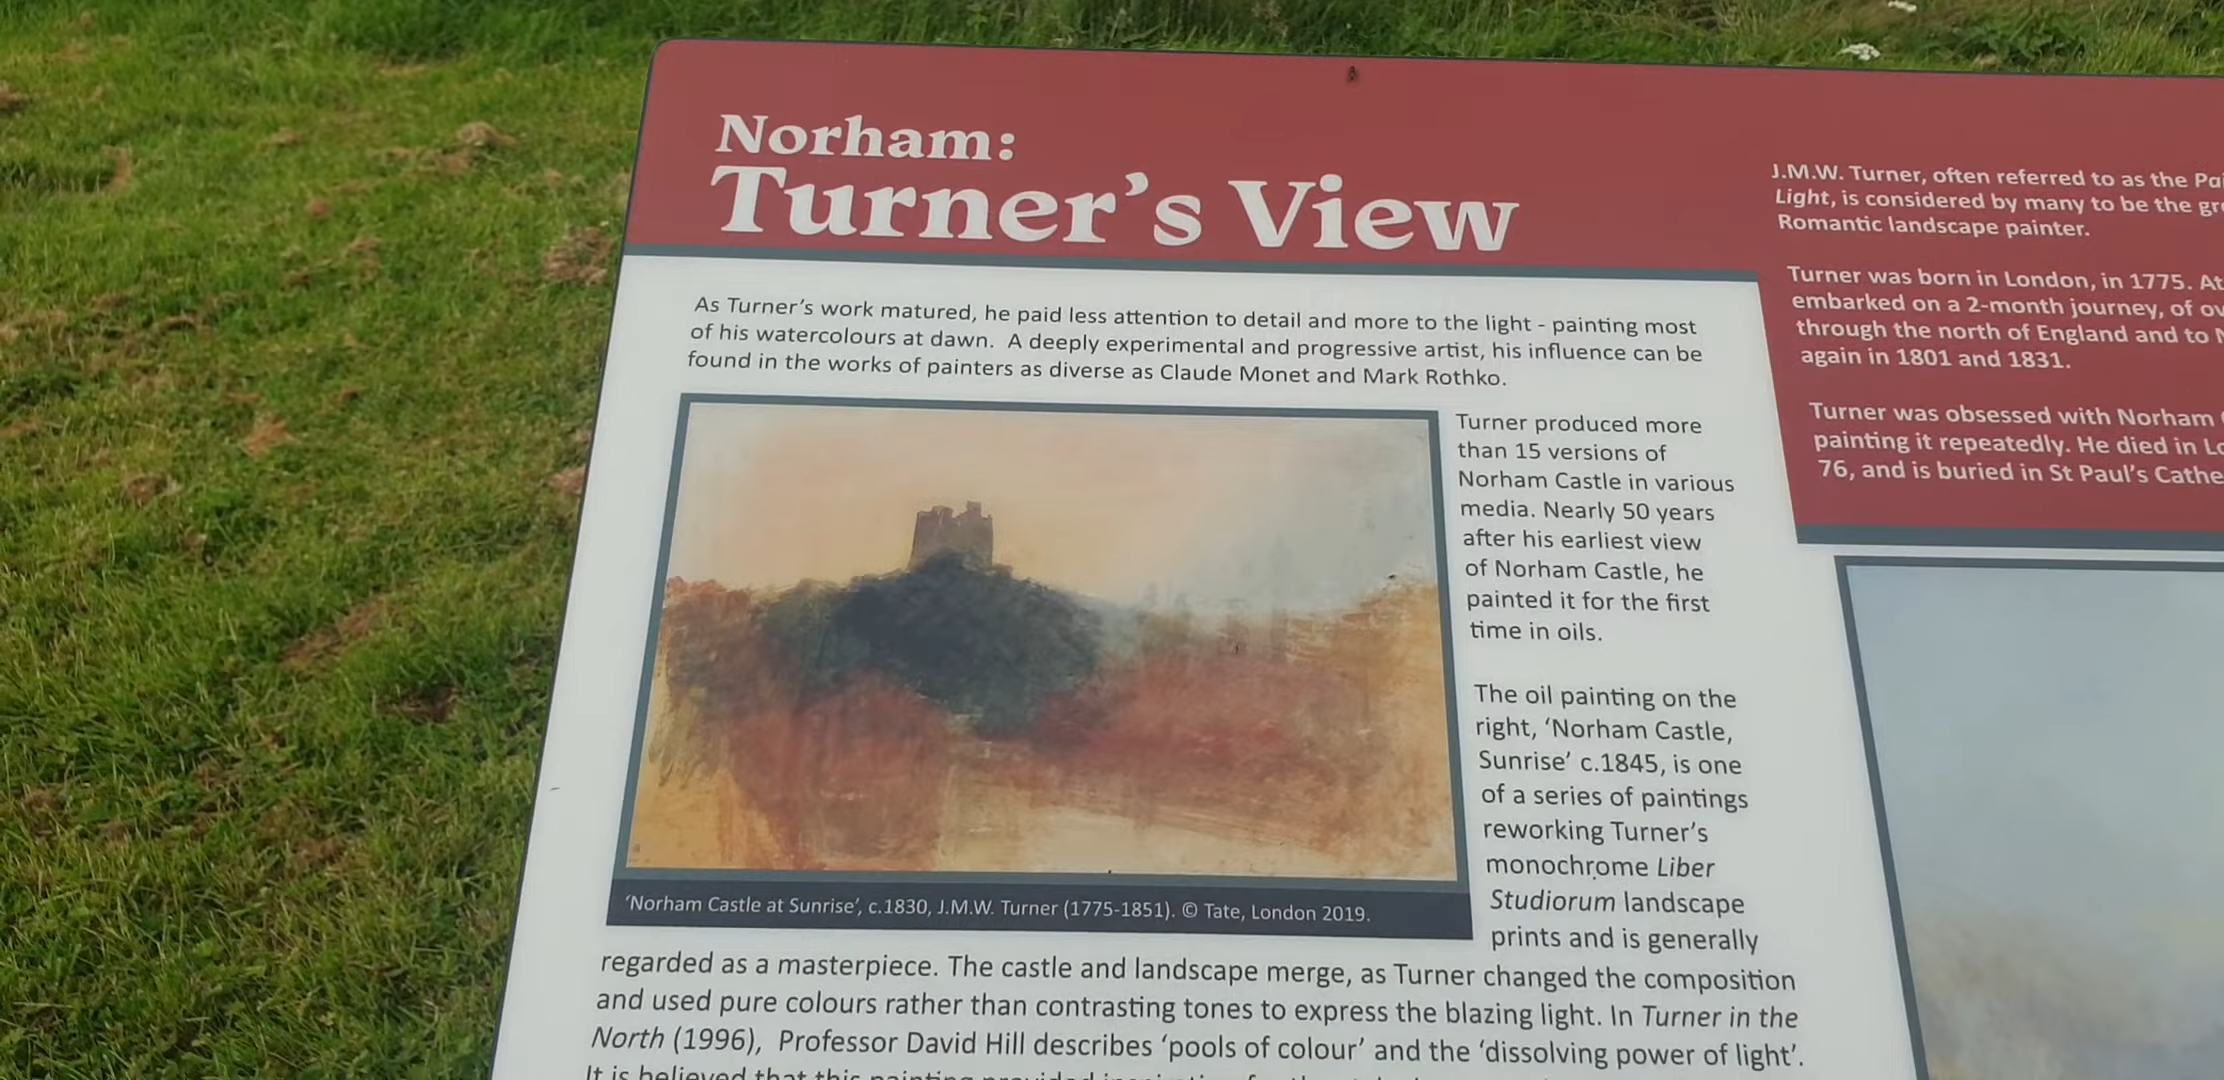 Norham:
Turner's View
As Turner's work matured, he paid less attention to detail and more to the light - painting most
of his watercolours at dawn. A deeply experimental and progressive artist, his influence can be
found in the works of painters as diverse as Claude Monet and Mark Rothko.
Turner produced more
than 15 versions of
Norham Castle in various
media. Nearly 50 years
after his earliest view
of Norham Castle, he
painted it for the first
time in oils.
The oil painting on the
right, 'Norham Castle,
Sunrise' c.1845, is one
of a series of paintings
reworking Turner's
monochrome Liber
Studiorum landscape
prints and is generally
regarded as a masterpiece. The castle and landscape merge, as Turner changed the composition
and used pure colours rather than contrasting tones to express the blazing light. In Turner in the
North (1996), Professor David Hill describes 'pools of colour' and the 'dissolving power of light'.
It is believed that this painting provided
'Norham Castle at Sunrise', c.1830, J.M.W. Turner (1775-1851). © Tate, London 2019.
J.M.W. Turner, often referred to as the
Light, is considered by many to be the
Romantic landscape painter.
Turner was born in London, in 1775. At
embarked on a 2-month journey, of
through the north of England and to
again in 1801 and 1831.
Turner was obsessed with Norham
painting it repeatedly. He died in
76, and is buried in St Paul's